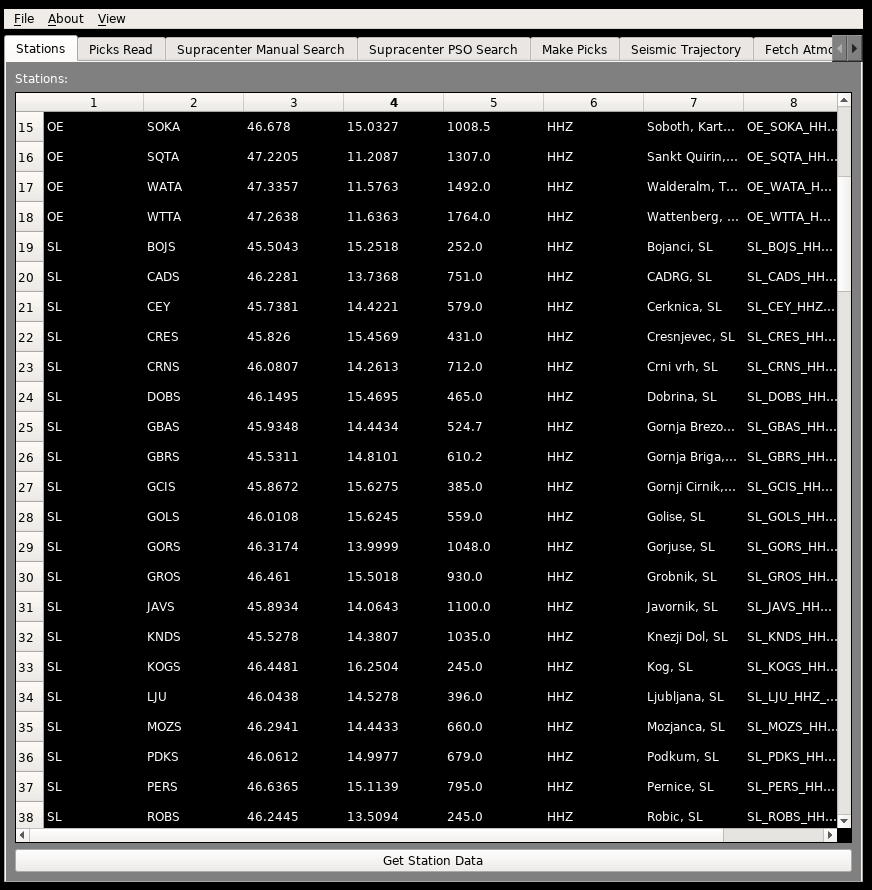 File About View
Stations Picks Read Supracenter Manual Search Supracenter PSO Search Make Picks Seismic Trajectory Fetch Atmo
Stations:
1 2 3 4 5 6 7 8
15 OE SOKA 46.678 15.0327 1008.5 HHZ Soboth, Kart... OE_SOKA_HH...
16 OE SQTA 47.2205 11.2087 1307.0 HHZ Sankt Quirin,... OE_SQTA_HH...
17 OE WATA 47.3357 11.5763 1492.0 HHZ Walderalm, T... OE_WATA_H...
18 OE WTTA 47.2638 11.6363 1764.0 HHZ Wattenberg, ... OE_WTTA_H...
19 SL BOJS 45.5043 15.2518 252.0 HHZ Bojanci, SL SL_BOJS_HH...
20 SL CADS 46.2281 13.7368 751.0 HHZ CADRG, SL SL_CADS_HH...
21 SL CEY 45.7381 14.4221 579.0 HHZ Cerknica, SL SL_CEY_HHZ...
22 SL CRES 45.826 15.4569 431.0 HHZ Cresnjevec, SL SL_CRES_HH...
23 SL CRNS 46.0807 14.2613 712.0 HHZ Crni vrh, SL SL_CRNS_HH...
24 SL DOBS 46.1495 15.4695 465.0 HHZ Dobrina, SL SL_DOBS_HH...
25 SL GBAS 45.9348 14.4434 524.7 HHZ Gornja Brezo... SL_GBAS_HH...
26 SL GBRS 45.5311 14.8101 610.2 HHZ Gornja Briga,... SL_GBRS_HH...
27 SL GCIS 45.8672 15.6275 385.0 HHZ Gornji Cirnik,... SL_GCIS_HH...
28 SL GOLS 46.0108 15.6245 559.0 HHZ Golise, SL SL_GOLS_HH...
29 SL GORS 46.3174 13.9999 1048.0 HHZ Gorjuse, SL SL_GORS_HH...
30 SL GROS 46.461 15.5018 930.0 HHZ Grobnik, SL SL_GROS_HH...
31 SL JAVS 45.8934 14.0643 1100.0 HHZ Javornik, SL SL_JAVS_HH...
32 SL KNDS 45.5278 14.3807 1035.0 HHZ Knezji Dol, SL SL_KNDS_HH...
33 SL KOGS 46.4481 16.2504 245.0 HHZ Kog, SL SL_KOGS_HH...
34 SL LJU 46.0438 14.5278 396.0 HHZ Ljubljana, SL SL_LJU_HHZ_...
35 SL MOZS 46.2941 14.4433 660.0 HHZ Mozjanca, SL SL_MOZS_HH...
36 SL PDKS 46.0612 14.9977 679.0 HHZ Podkum, SL SL_PDKS_HH...
37 SL PERS 46.6365 15.1139 795.0 HHZ Pernice, SL SL_PERS_HH...
38 SL ROBS 46.2445 13.5094 245.0 HHZ Robic, SL SL_ROBS_HH...
Get Station Data